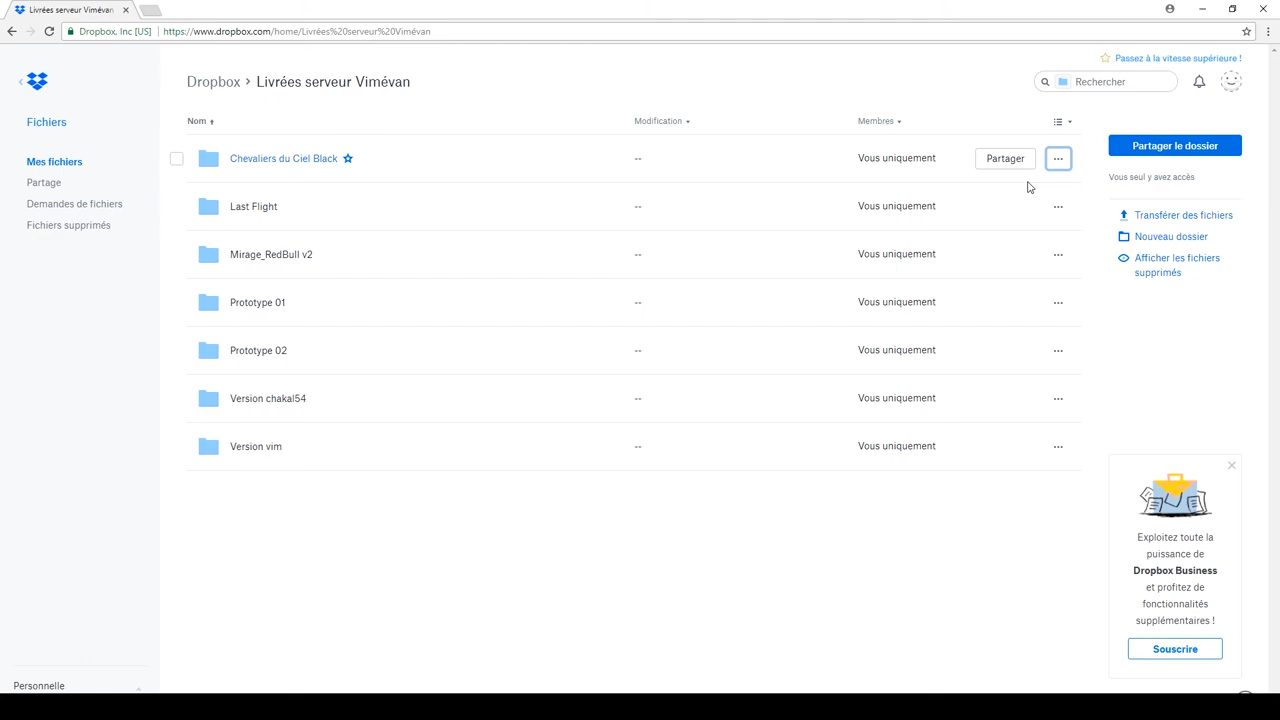 Livrées serveur Vimévan
Dropbox, Inc [US] https://www.dropbox.com/home/Livrées%20serveur%20Vimévan
Passez à la vitesse supérieure !
Dropbox › Livrées serveur Vimévan
Rechercher
Fichiers
Mes fichiers
Partage
Demandes de fichiers
Fichiers supprimés
Personnelle
Nom Modification Membres
Chevaliers du Ciel Black -- Vous uniquement Partager ...
Last Flight -- Vous uniquement ...
Mirage_RedBull v2 -- Vous uniquement ...
Prototype 01 -- Vous uniquement ...
Prototype 02 -- Vous uniquement ...
Version chakal54 -- Vous uniquement ...
Version vim -- Vous uniquement ...
Partager le dossier
Vous seul y avez accès
Transférer des fichiers
Nouveau dossier
Afficher les fichiers
supprimés
Exploitez toute la
puissance de
Dropbox Business
et profitez de
fonctionnalités
supplémentaires !
Souscrire